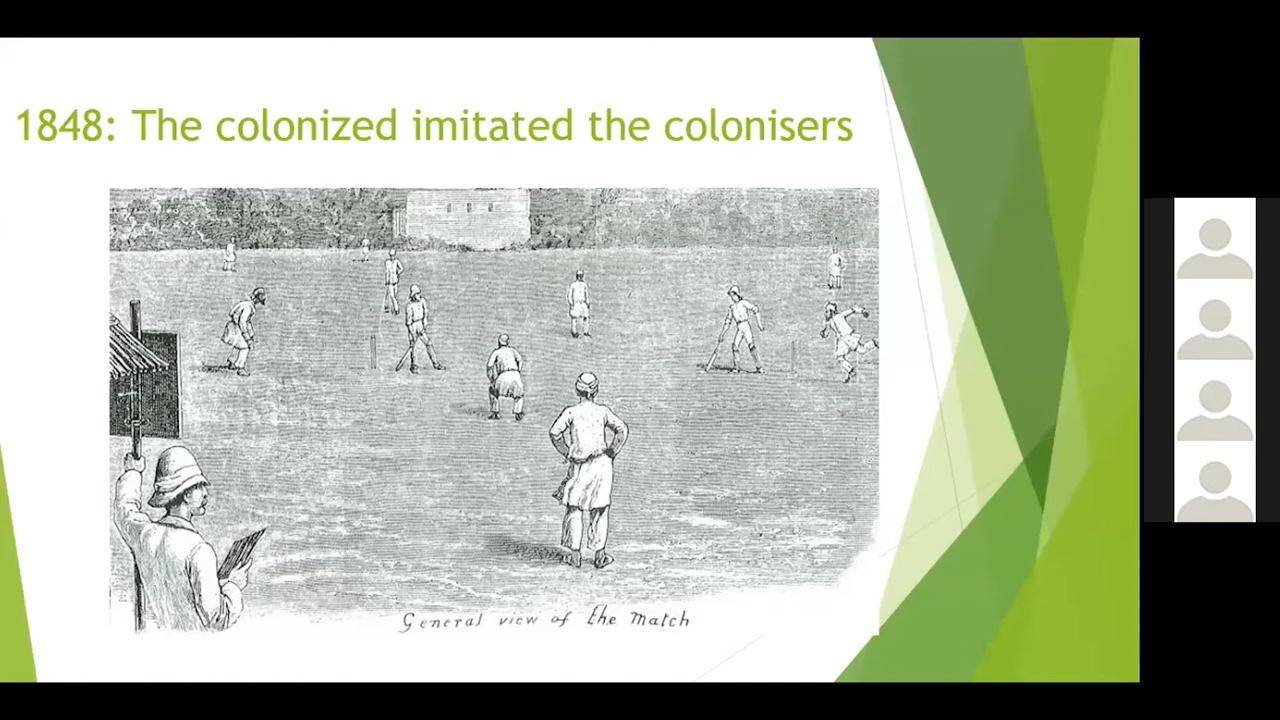 1848: The colonized imitated the colonisers
General view of the Match